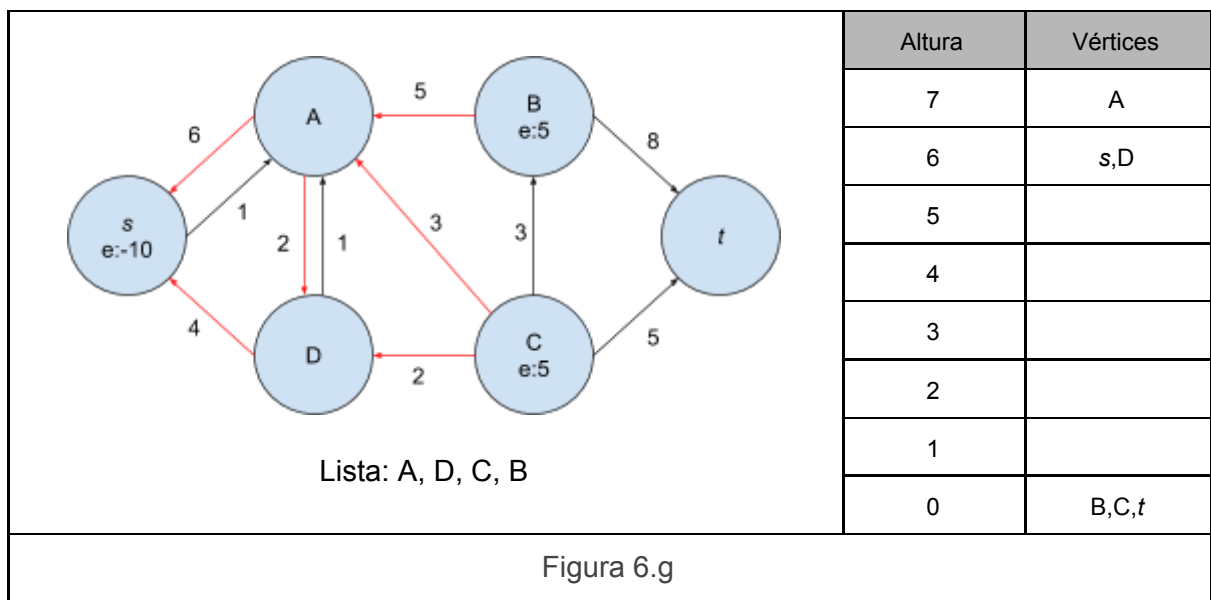 Altura Vértices
7 A
6 s,D
5
4
3
2
1
0 B,C,t
A
B
e:5
s
e:-10
t
D
C
e:5
5
6
8
1
2
1
3
3
4
2
5
Lista: A, D, C, B
Figura 6.g